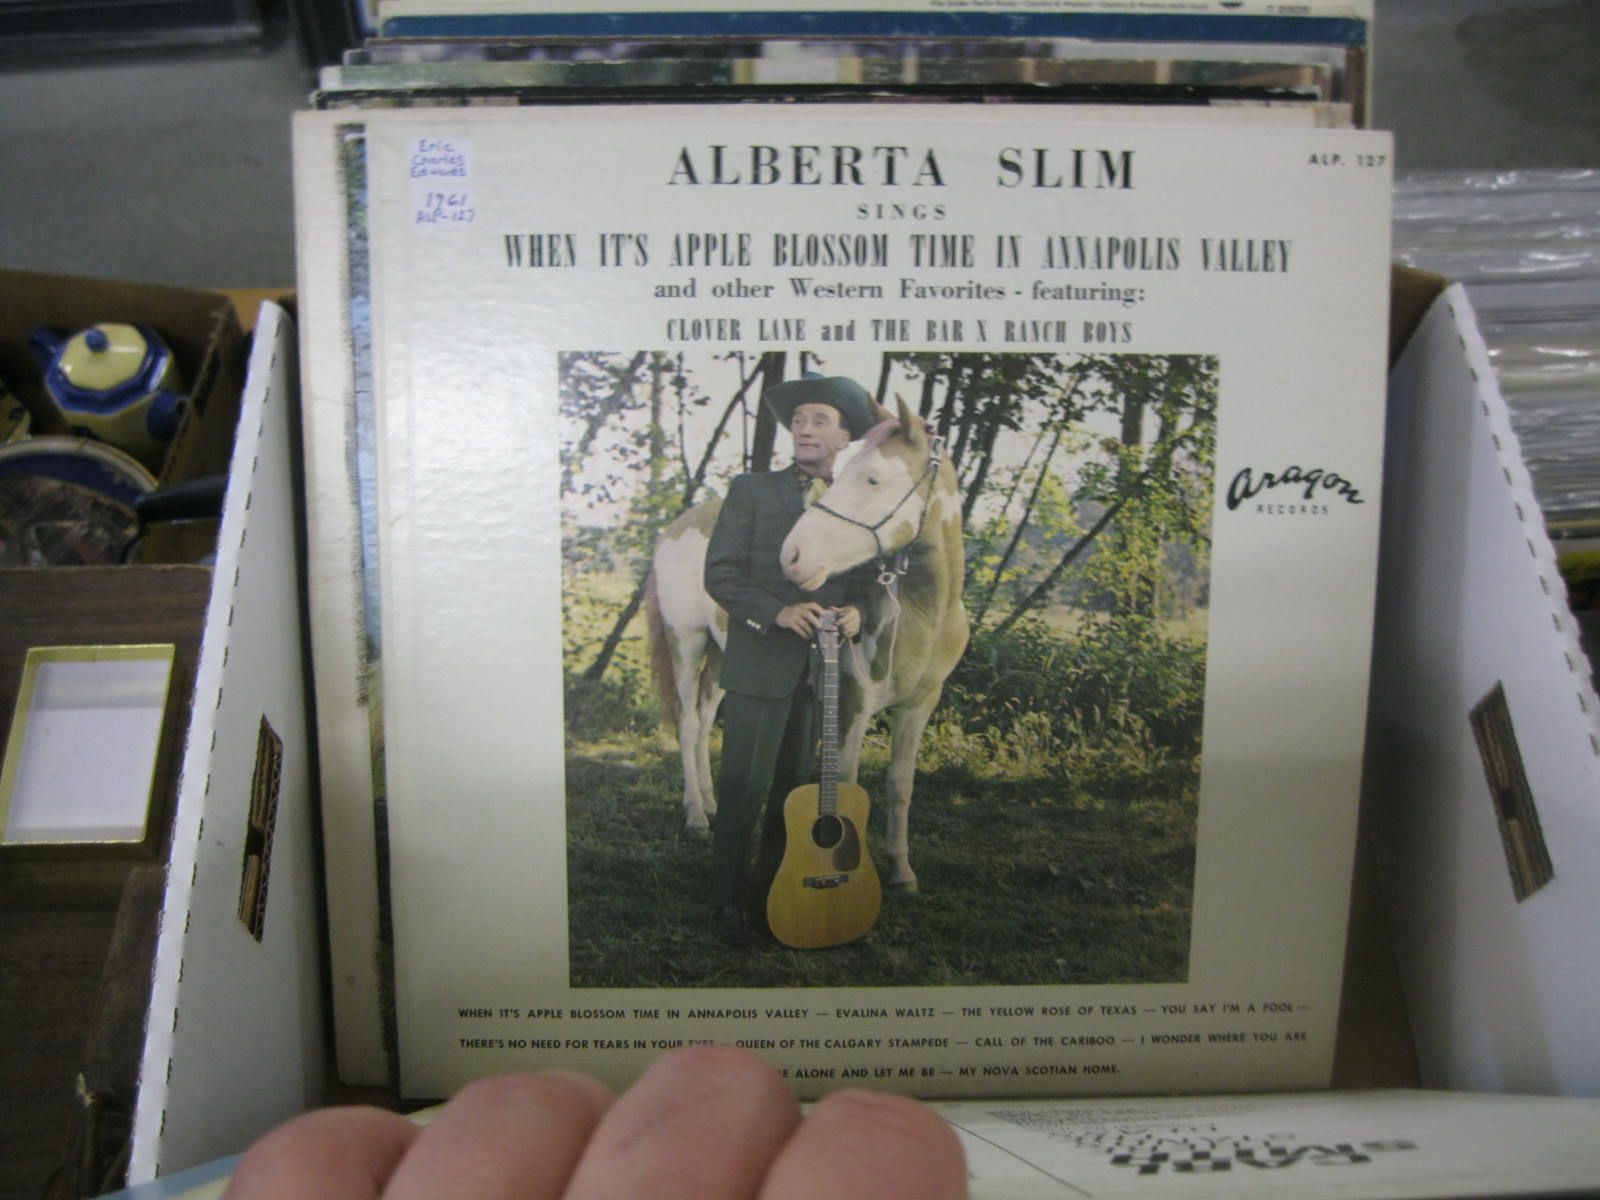 T 2305
Eric
Charles
Edwards
1961
ALP-127
ALBERTA SLIM
ALP. 127
SINGS
WHEN IT'S APPLE BLOSSOM TIME IN ANNAPOLIS VALLEY
and other Western Favorites - featuring:
CLOVER LANE and THE BAR X RANCH BOYS
aragon
RECORDS
WHEN IT'S APPLE BLOSSOM TIME IN ANNAPOLIS VALLEY — EVALINA WALTZ — THE YELLOW ROSE OF TEXAS — YOU SAY I'M A FOOL —
THERE'S NO NEED FOR TEARS IN YOUR EYES — QUEEN OF THE CALGARY STAMPEDE — CALL OF THE CARIBOO — I WONDER WHERE YOU ARE
ALONE AND LET ME BE — MY NOVA SCOTIAN HOME.
CARL
SMITH